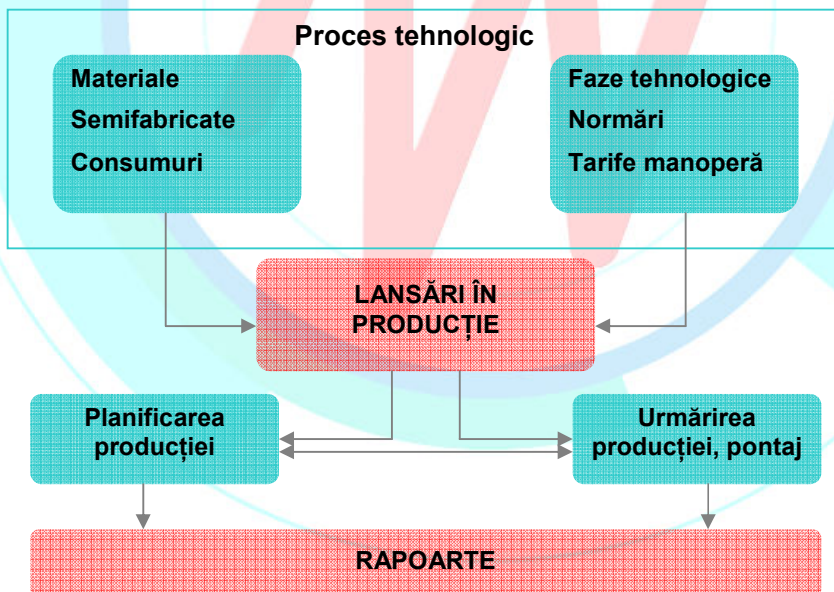 Proces tehnologic
Materiale
Semifabricate
Consumuri
Faze tehnologice
Normări
Tarife manoperă
LANSĂRI ÎN
PRODUCȚIE
Planificarea
producției
Urmărirea
producției, pontaj
RAPOARTE